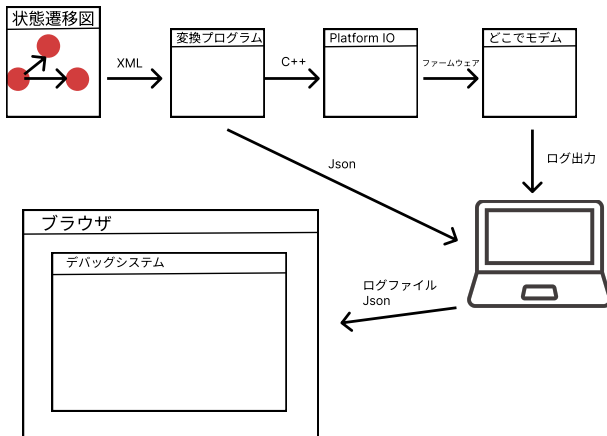 状態遷移図
XML
変換プログラム
C++
Platform IO
ファームウェア
どこでモデム
ログ出力
Json
ブラウザ
デバッグシステム
ログファイル
Json